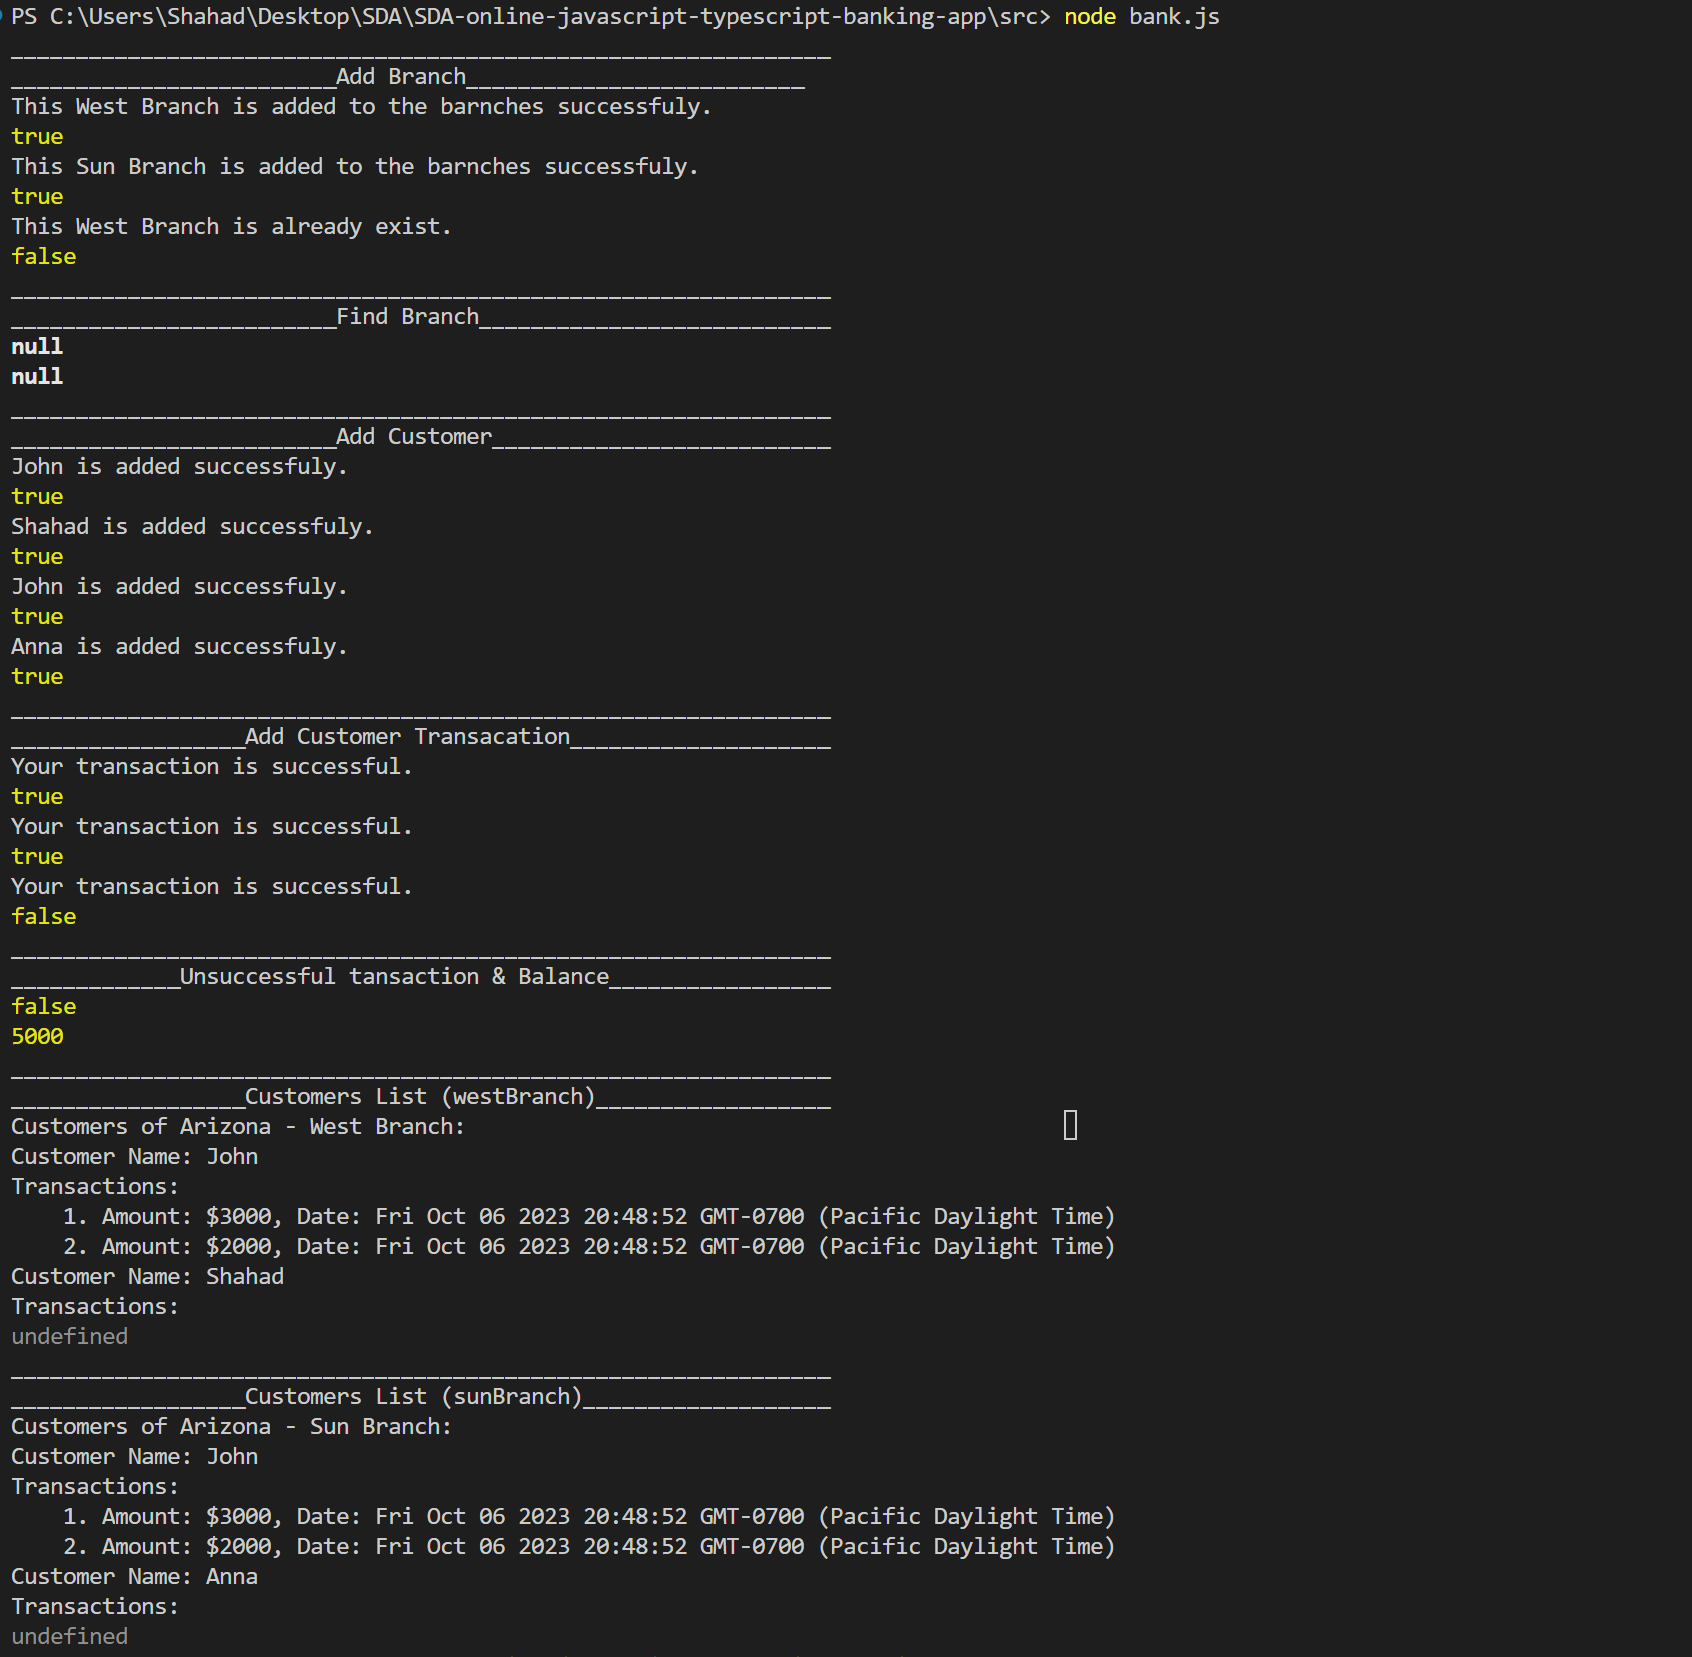 PS C:\Users\Shahad\Desktop\SDA\SDA-online-javascript-typescript-banking-app\src> node bank.js
_______________________________________________________________
_________________________Add Branch__________________________
This West Branch is added to the barnches successfuly.
true
This Sun Branch is added to the barnches successfuly.
true
This West Branch is already exist.
false
_______________________________________________________________
_________________________Find Branch___________________________
null
null
_______________________________________________________________
_________________________Add Customer__________________________
John is added successfuly.
true
Shahad is added successfuly.
true
John is added successfuly.
true
Anna is added successfuly.
true
_______________________________________________________________
__________________Add Customer Transacation____________________
Your transaction is successful.
true
Your transaction is successful.
true
Your transaction is successful.
false
_______________________________________________________________
_____________Unsuccessful tansaction & Balance_________________
false
5000
_______________________________________________________________
__________________Customers List (westBranch)__________________
Customers of Arizona - West Branch:
Customer Name: John
Transactions:
    1. Amount: $3000, Date: Fri Oct 06 2023 20:48:52 GMT-0700 (Pacific Daylight Time)
    2. Amount: $2000, Date: Fri Oct 06 2023 20:48:52 GMT-0700 (Pacific Daylight Time)
Customer Name: Shahad
Transactions:
undefined
_______________________________________________________________
__________________Customers List (sunBranch)___________________
Customers of Arizona - Sun Branch:
Customer Name: John
Transactions:
    1. Amount: $3000, Date: Fri Oct 06 2023 20:48:52 GMT-0700 (Pacific Daylight Time)
    2. Amount: $2000, Date: Fri Oct 06 2023 20:48:52 GMT-0700 (Pacific Daylight Time)
Customer Name: Anna
Transactions:
undefined